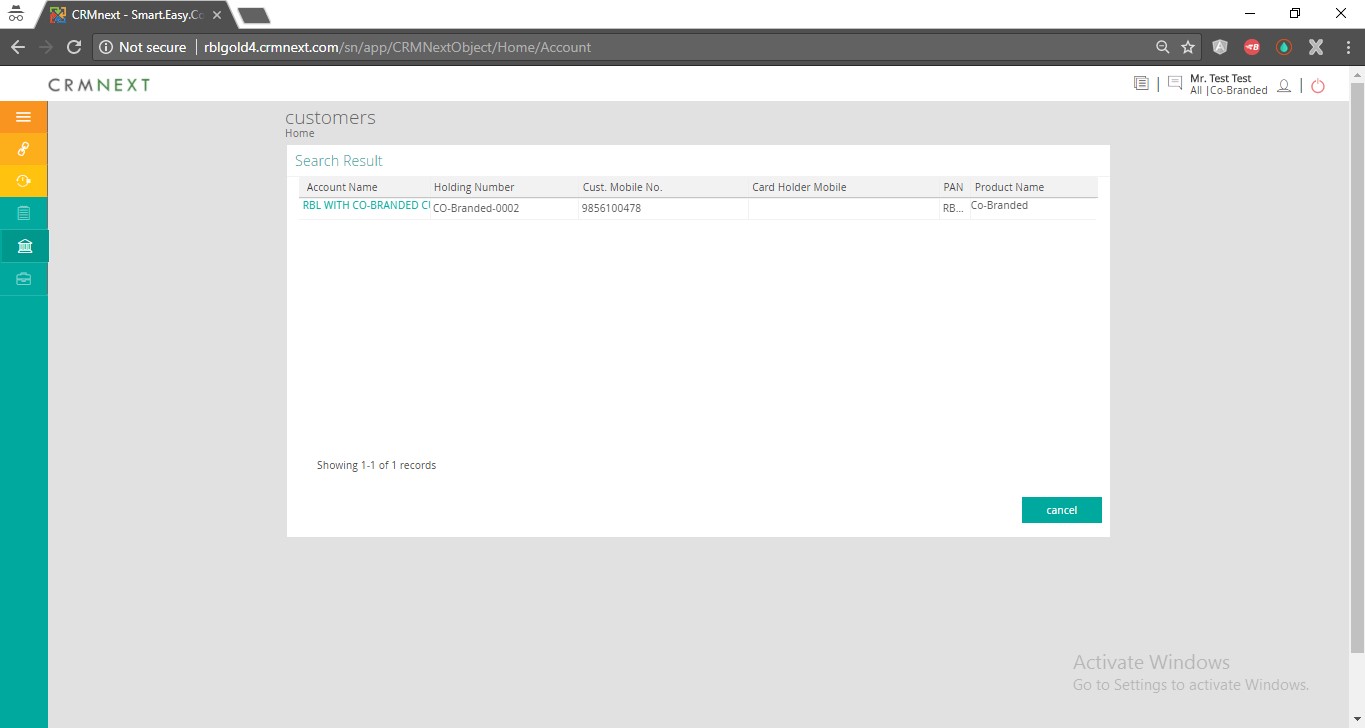 CRMnext - Smart.Easy.Co
Not secure rblgold4.crmnext.com/sn/app/CRMNextObject/Home/Account
CRMNEXT
Mr. Test Test
All |Co-Branded
customers
Home
Search Result
Account Name Holding Number Cust. Mobile No. Card Holder Mobile PAN Product Name
RBL WITH CO-BRANDED CU CO-Branded-0002 9856100478 RB... Co-Branded
Showing 1-1 of 1 records
cancel
Activate Windows
Go to Settings to activate Windows.